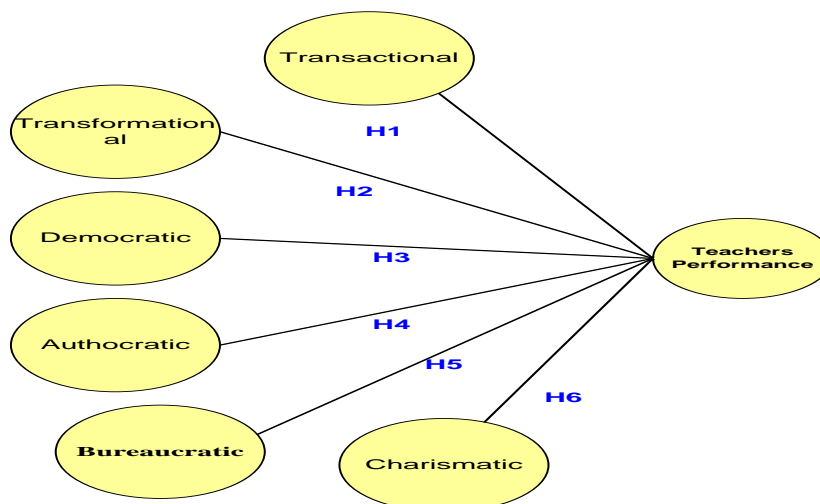 Transactional
H1
Transformation
al
H2
Democratic
H3
Teachers
Performance
Authocratic
H4
H5
Bureaucratic
H6
Charismatic